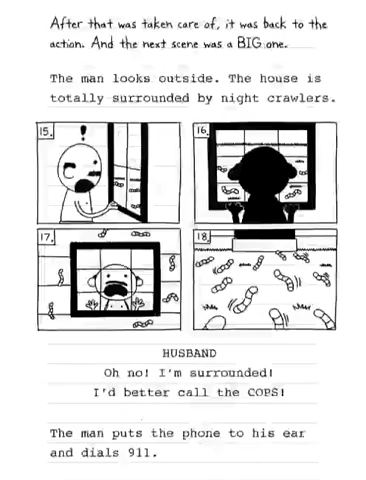 After that was taken care of, it was back to the
action. And the next scene was a BIG one.
The man looks outside. The house is
totally surrounded by night crawlers.
15.
!
16.
17.
18.
HUSBAND
Oh no! I'm surrounded!
I'd better call the COPS!
The man puts the phone to his ear
and dials 911.